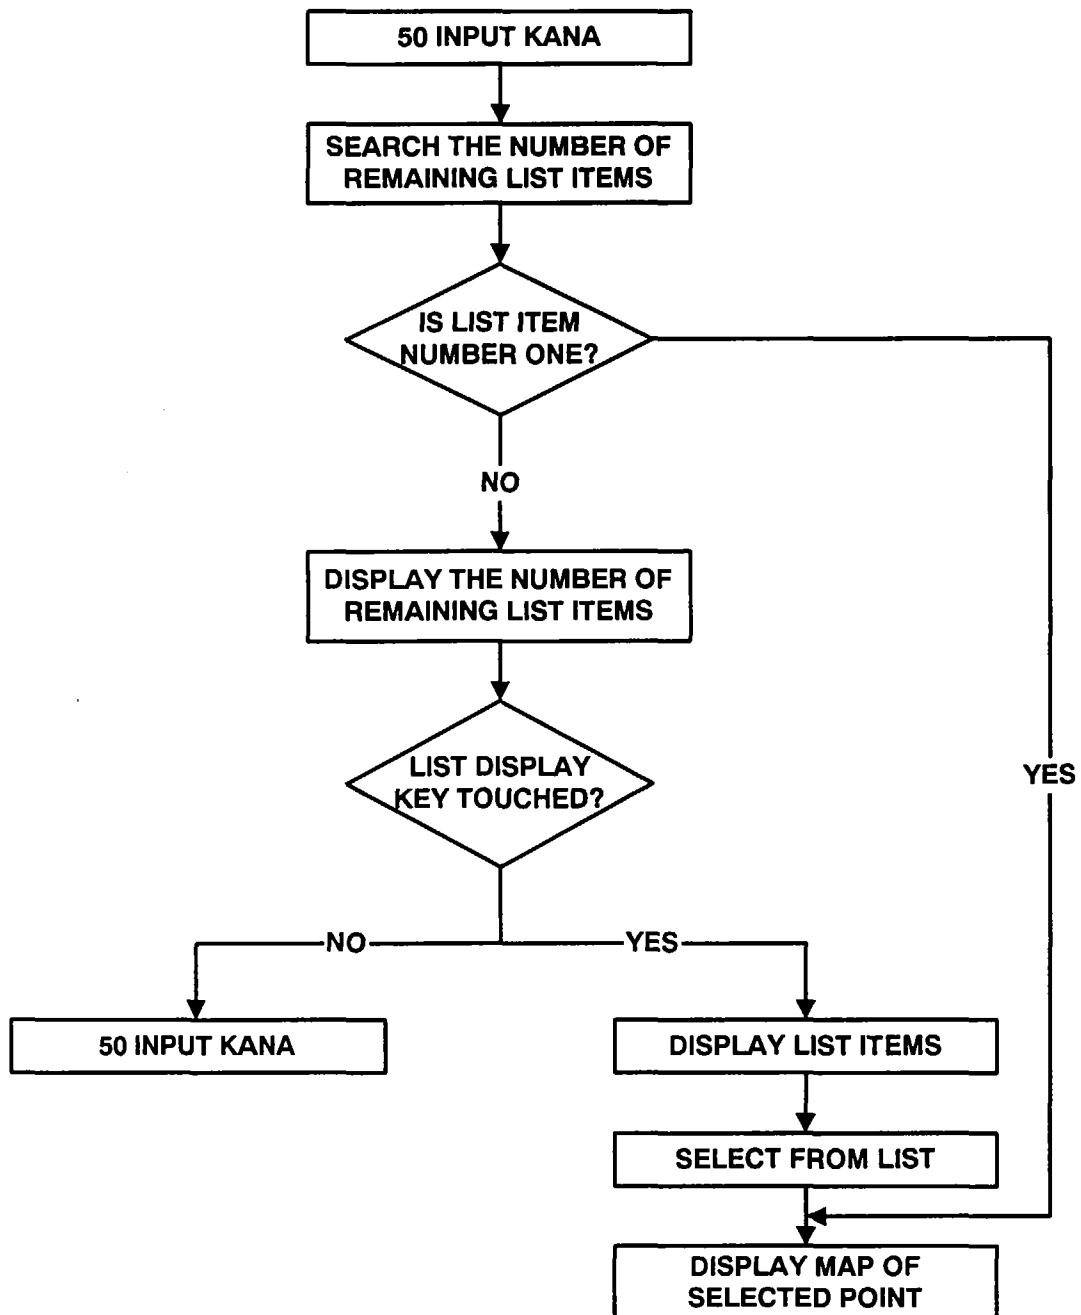 50 INPUT KANA
SEARCH THE NUMBER OF
REMAINING LIST ITEMS
IS LIST ITEM
NUMBER ONE?
NO
DISPLAY THE NUMBER OF
REMAINING LIST ITEMS
LIST DISPLAY
KEY TOUCHED?
YES
NO
YES
50 INPUT KANA
DISPLAY LIST ITEMS
SELECT FROM LIST
DISPLAY MAP OF
SELECTED POINT